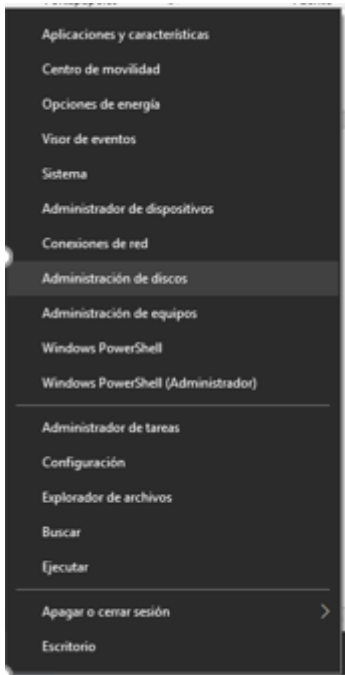 Aplicaciones y características
Centro de movilidad
Opciones de energía
Visor de eventos
Sistema
Administrador de dispositivos
Conexiones de red
Administración de discos
Administración de equipos
Windows PowerShell
Windows PowerShell (Administrador)
Administrador de tareas
Configuración
Explorador de archivos
Buscar
Ejecutar
Apagar o cerrar sesión
Escritorio